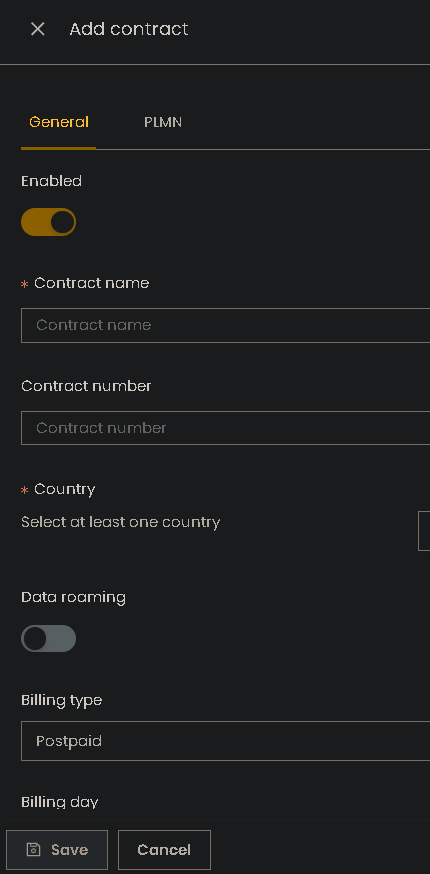 Add contract
General PLMN
Enabled
* Contract name
Contract name
Contract number
Contract number
* Country
Select at least one country
Data roaming
Billing type
Postpaid
Billing day
Save Cancel